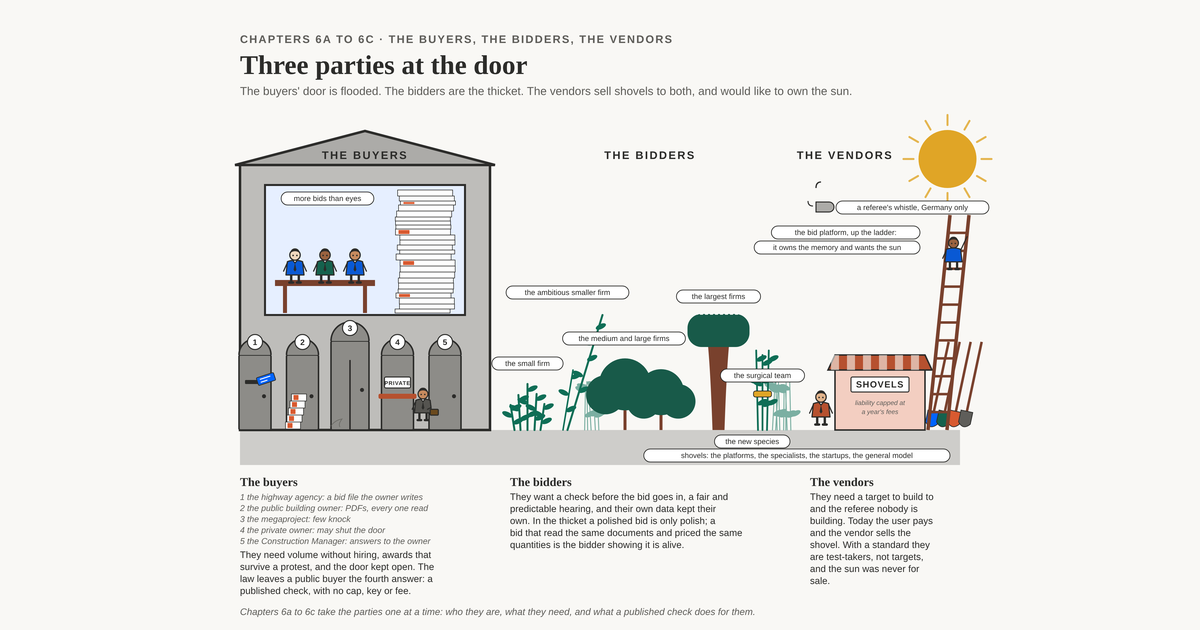 CHAPTERS 6A TO 6C · THE BUYERS, THE BIDDERS, THE VENDORS
Three parties at the door
The buyers' door is flooded. The bidders are the thicket. The vendors sell shovels to both, and would like to own the sun.
THE BUYERS
THE BIDDERS
THE VENDORS
more bids than eyes
a referee's whistle, Germany only
the bid platform, up the ladder:
it owns the memory and wants the sun
the ambitious smaller firm
the largest firms
the medium and large firms
the small firm
the surgical team
1
2
3
4
5
PRIVATE
SHOVELS
liability capped at
a year's fees
the new species
shovels: the platforms, the specialists, the startups, the general model
The buyers
1 the highway agency: a bid file the owner writes
2 the public building owner: PDFs, every one read
3 the megaproject: few knock
4 the private owner: may shut the door
5 the Construction Manager: answers to the owner
They need volume without hiring, awards that
survive a protest, and the door kept open. The
law leaves a public buyer the fourth answer: a
published check, with no cap, key or fee.
The bidders
They want a check before the bid goes in, a fair and
predictable hearing, and their own data kept their
own. In the thicket a polished bid is only polish; a
bid that read the same documents and priced the same
quantities is the bidder showing it is alive.
The vendors
They need a target to build to
and the referee nobody is
building. Today the user pays
and the vendor sells the
shovel. With a standard they
are test-takers, not targets,
and the sun was never for
sale.
Chapters 6a to 6c take the parties one at a time: who they are, what they need, and what a published check does for them.